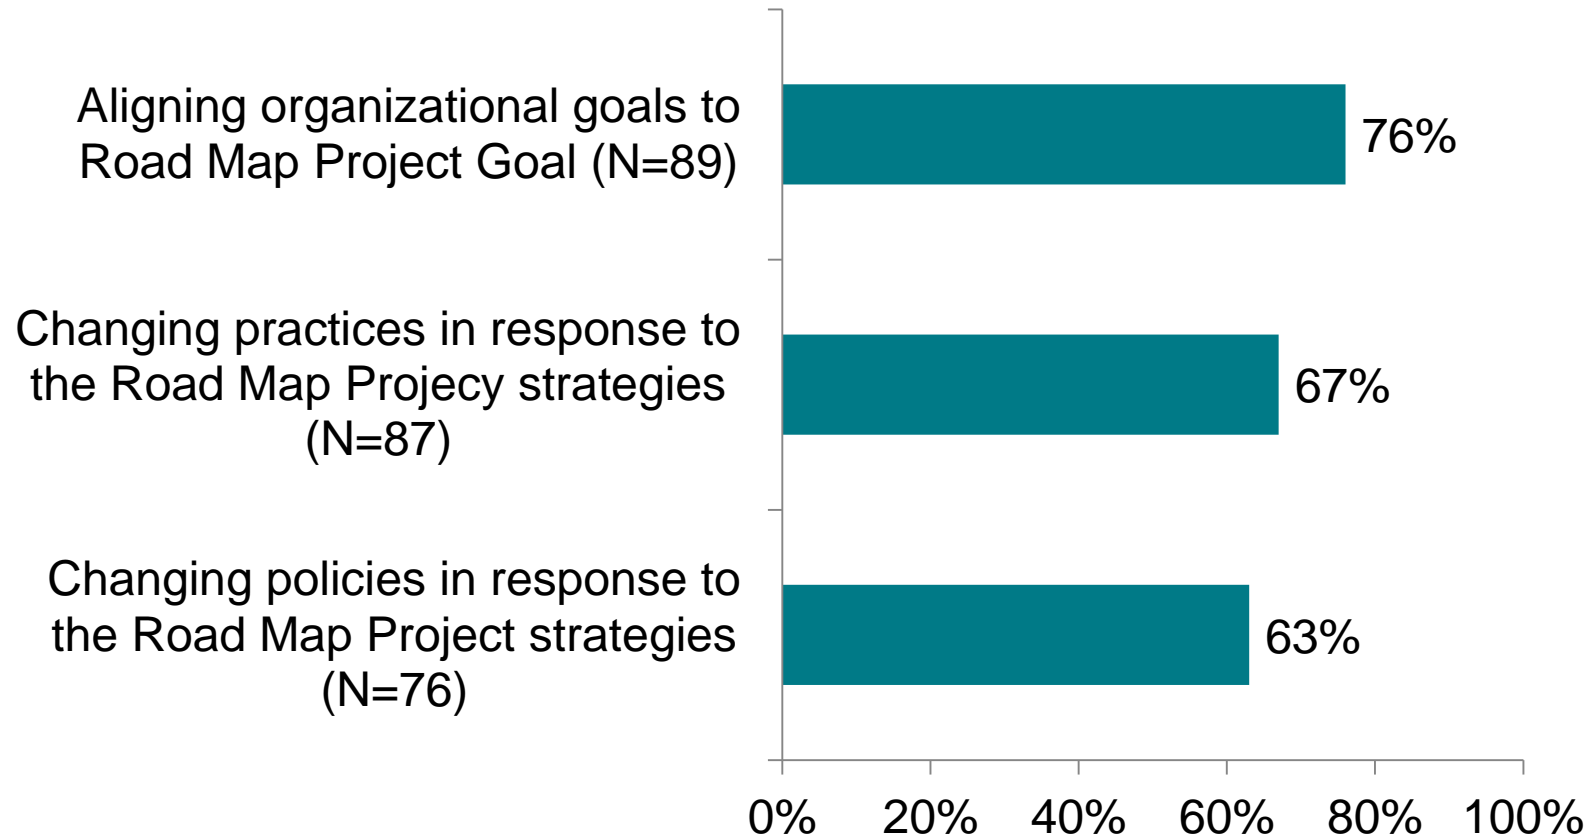 Aligning organizational goals to
Road Map Project Goal (N=89)
76%
Changing practices in response to
the Road Map Projecy strategies
(N=87)
67%
Changing policies in response to
the Road Map Project strategies
(N=76)
63%
0% 20% 40% 60% 80% 100%